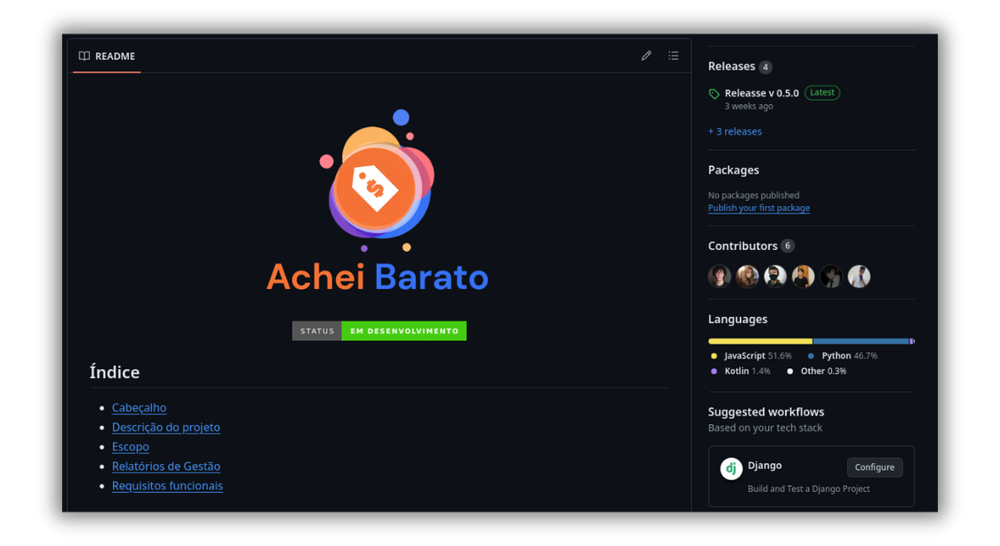 README
Achei Barato
STATUS EM DESENVOLVIMENTO
Índice
Cabeçalho
Descrição do projeto
Escopo
Relatórios de Gestão
Requisitos funcionais
Releases 4
Releasse v 0.5.0 Latest
3 weeks ago
+ 3 releases
Packages
No packages published
Publish your first package
Contributors 6
Languages
JavaScript 51.6% Python 46.7%
Kotlin 1.4% Other 0.3%
Suggested workflows
Based on your tech stack
dj Django Configure
Build and Test a Django Project